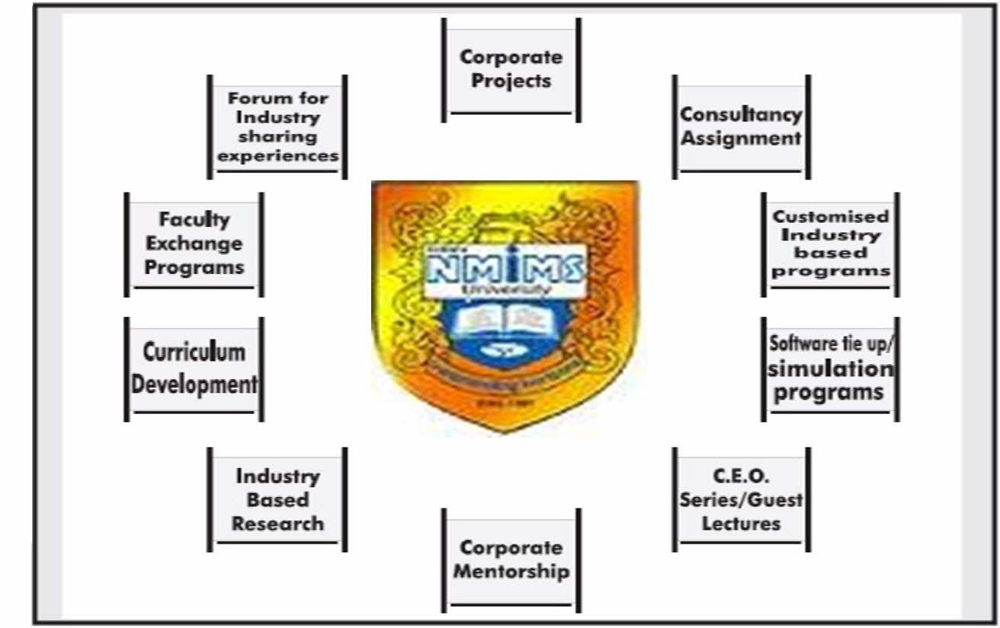 Corporate
Projects
Forum for
Industry
sharing
experiences
Consultancy
Assignment
Faculty
Exchange
Programs
Customised
Industry
based
programs
NMIMS
University
Curriculum
Development
Software tie up/
simulation
programs
Industry
Based
Research
C.E.O.
Series/Guest
Lectures
Corporate
Mentorship